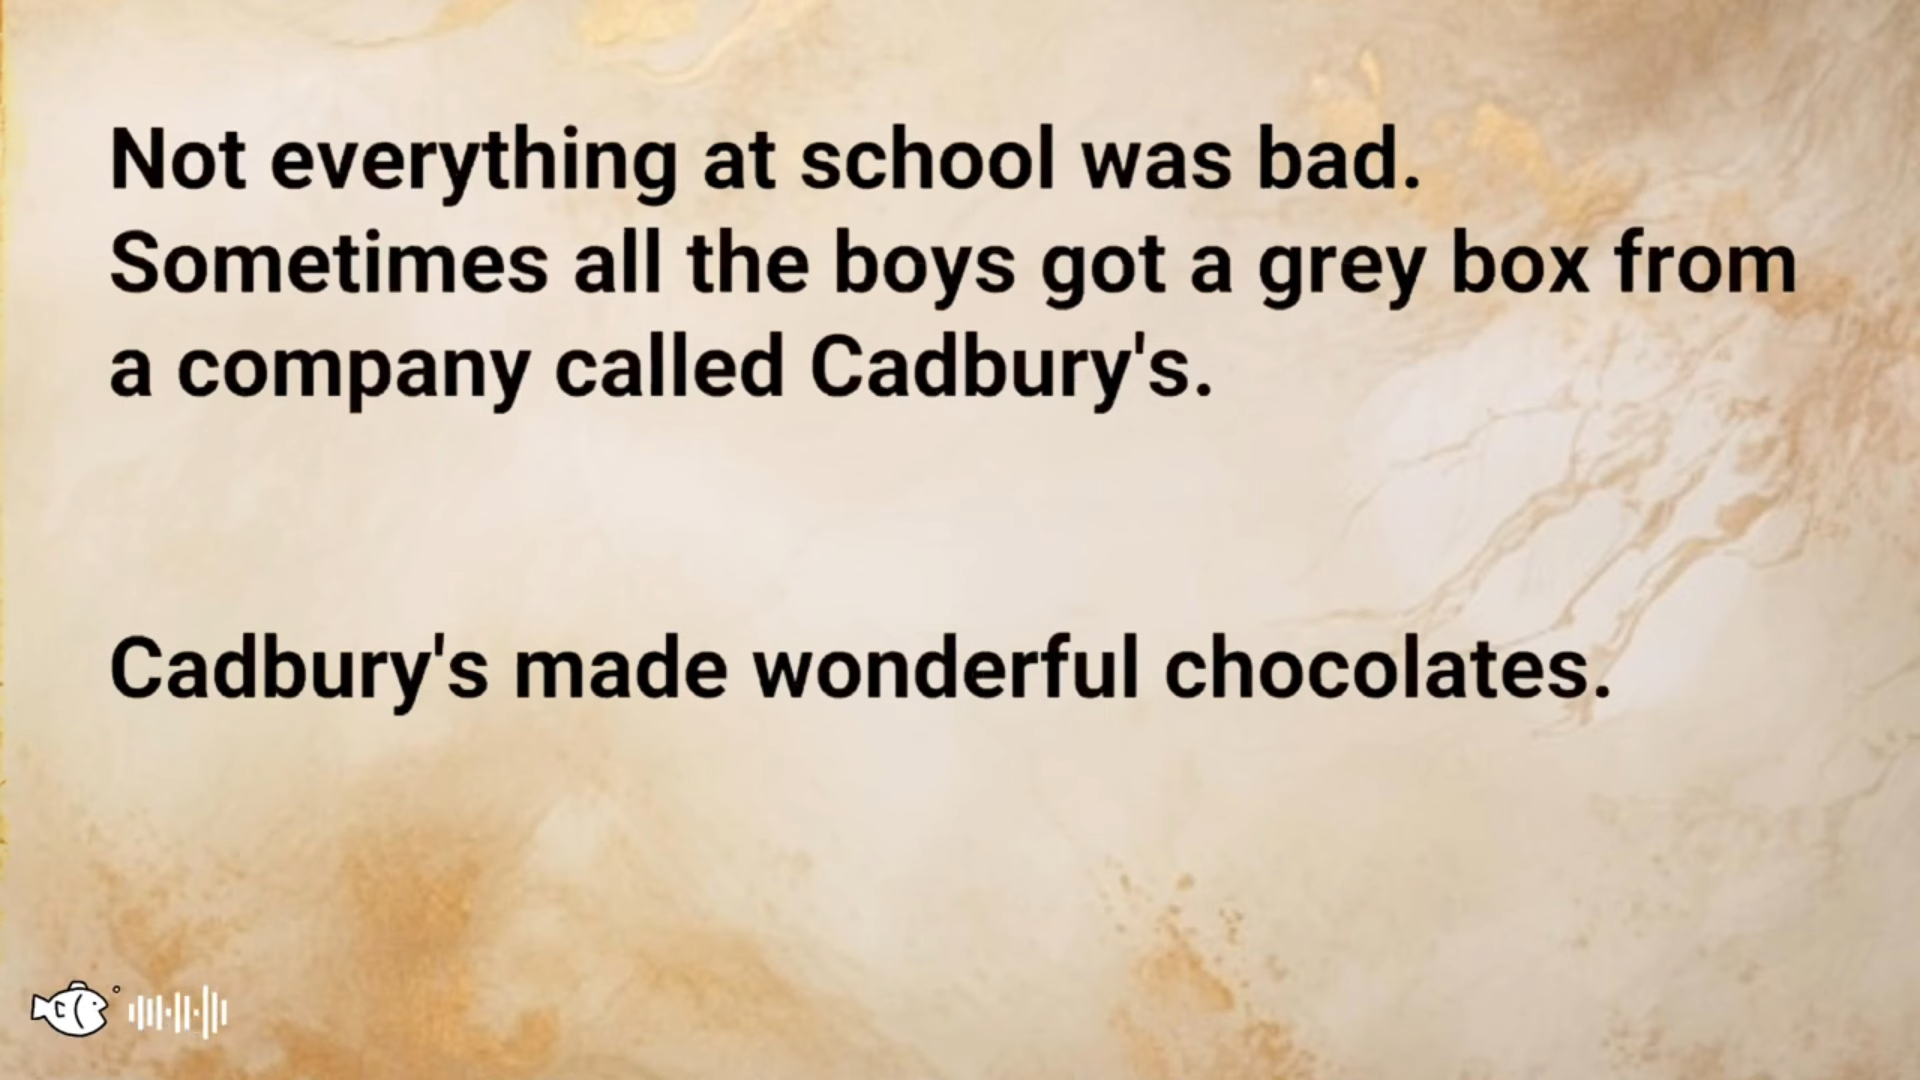 Not everything at school was bad.
Sometimes all the boys got a grey box from
a company called Cadbury's.
Cadbury's made wonderful chocolates.